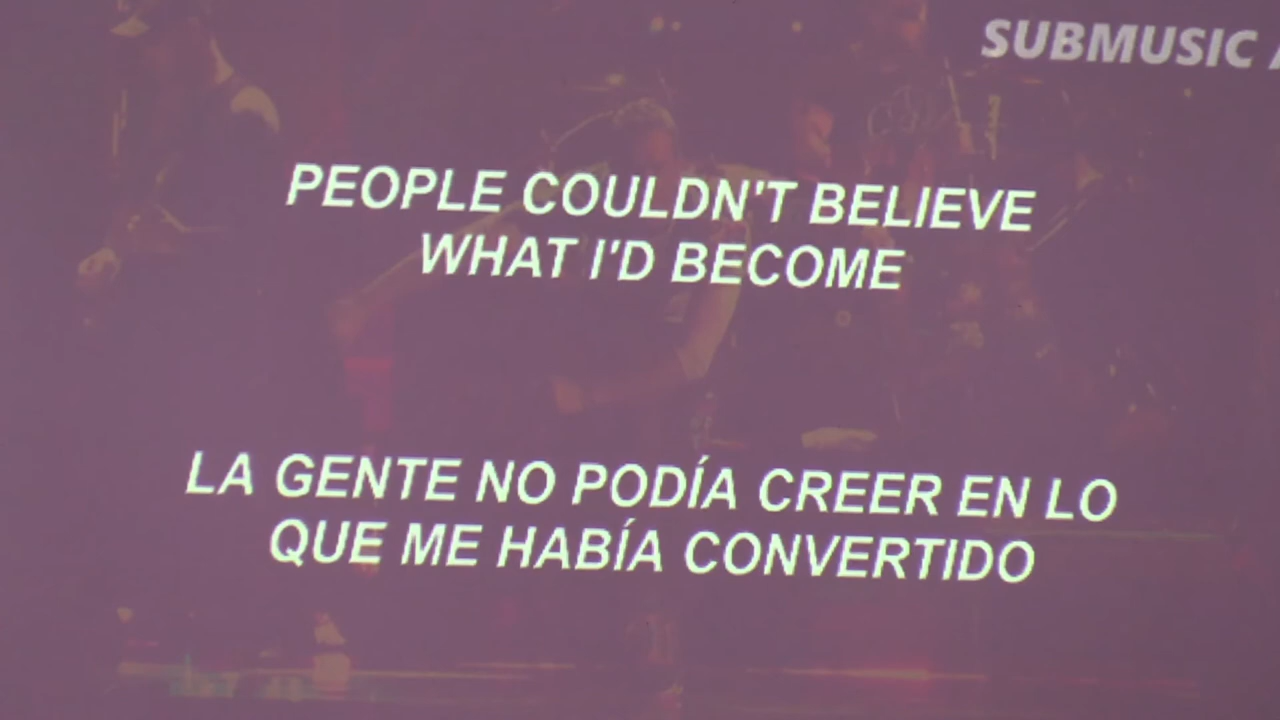 SUBMUSIC
PEOPLE COULDN'T BELIEVE
WHAT I'D BECOME
LA GENTE NO PODÍA CREER EN LO
QUE ME HABÍA CONVERTIDO